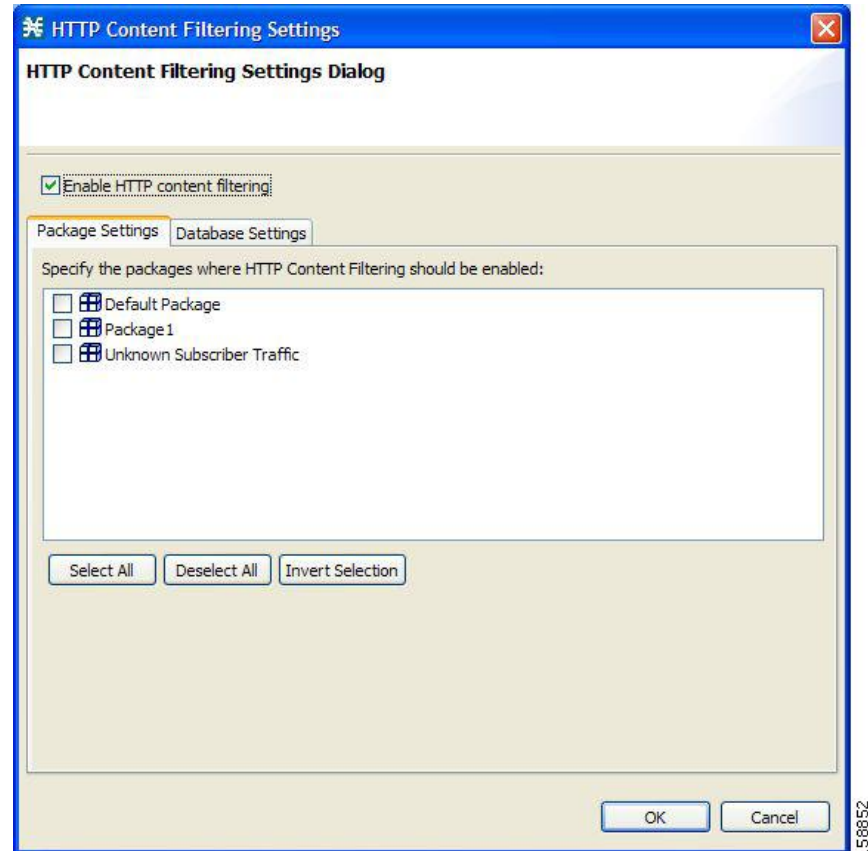 HTTP Content Filtering Settings
HTTP Content Filtering Settings Dialog
Enable HTTP content filtering
Package Settings Database Settings
Specify the packages where HTTP Content Filtering should be enabled:
Default Package
Package1
Unknown Subscriber Traffic
Select All Deselect All Invert Selection
OK Cancel
58852